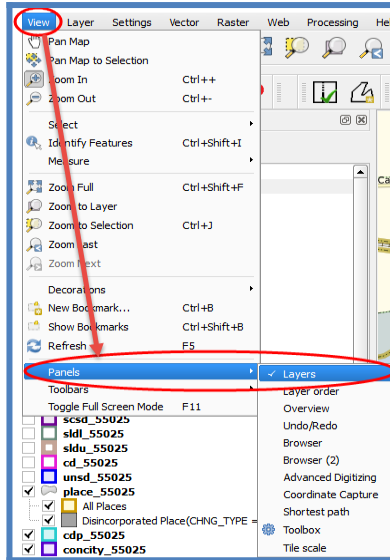 View Layer Settings Vector Raster Web Processing He
Pan Map
Pan Map to Selection
Zoom In Ctrl++
Zoom Out Ctrl+-
Select
Identify Features Ctrl+Shift+I
Measure
Zoom Full Ctrl+Shift+F
Zoom to Layer
Zoom to Selection Ctrl+J
Zoom Last
Zoom Next
Decorations
New Bookmark... Ctrl+B
Show Bookmarks Ctrl+Shift+B
Refresh F5
Panels
Toolbars
Toggle Full Screen Mode F11
Layers
Layer order
Overview
Undo/Redo
Browser
Browser (2)
Advanced Digitizing
Coordinate Capture
Shortest path
Toolbox
Tile scale
scsd_55025
sldl_55025
sldu_55025
cd_55025
unsd_55025
place_55025
All Places
Disincorporated Place(CHNG_TYPE =
cdp_55025
concity_55025
Ca